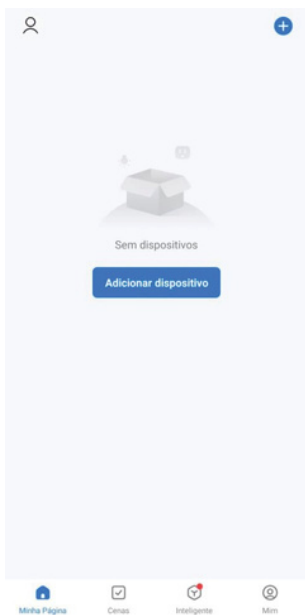 Sem dispositivos
Adicionar dispositivo
Minha Página
Cenas
Inteligente
Mim